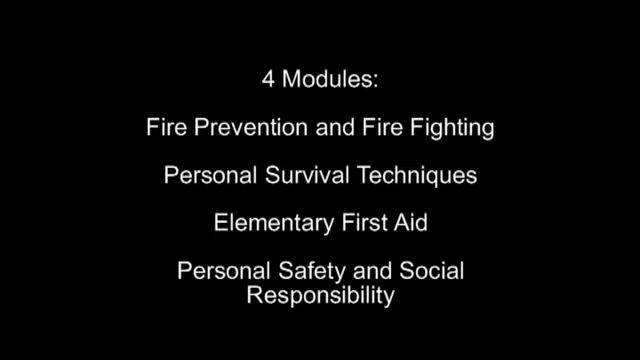 4 Modules:
Fire Prevention and Fire Fighting
Personal Survival Techniques
Elementary First Aid
Personal Safety and Social
Responsibility